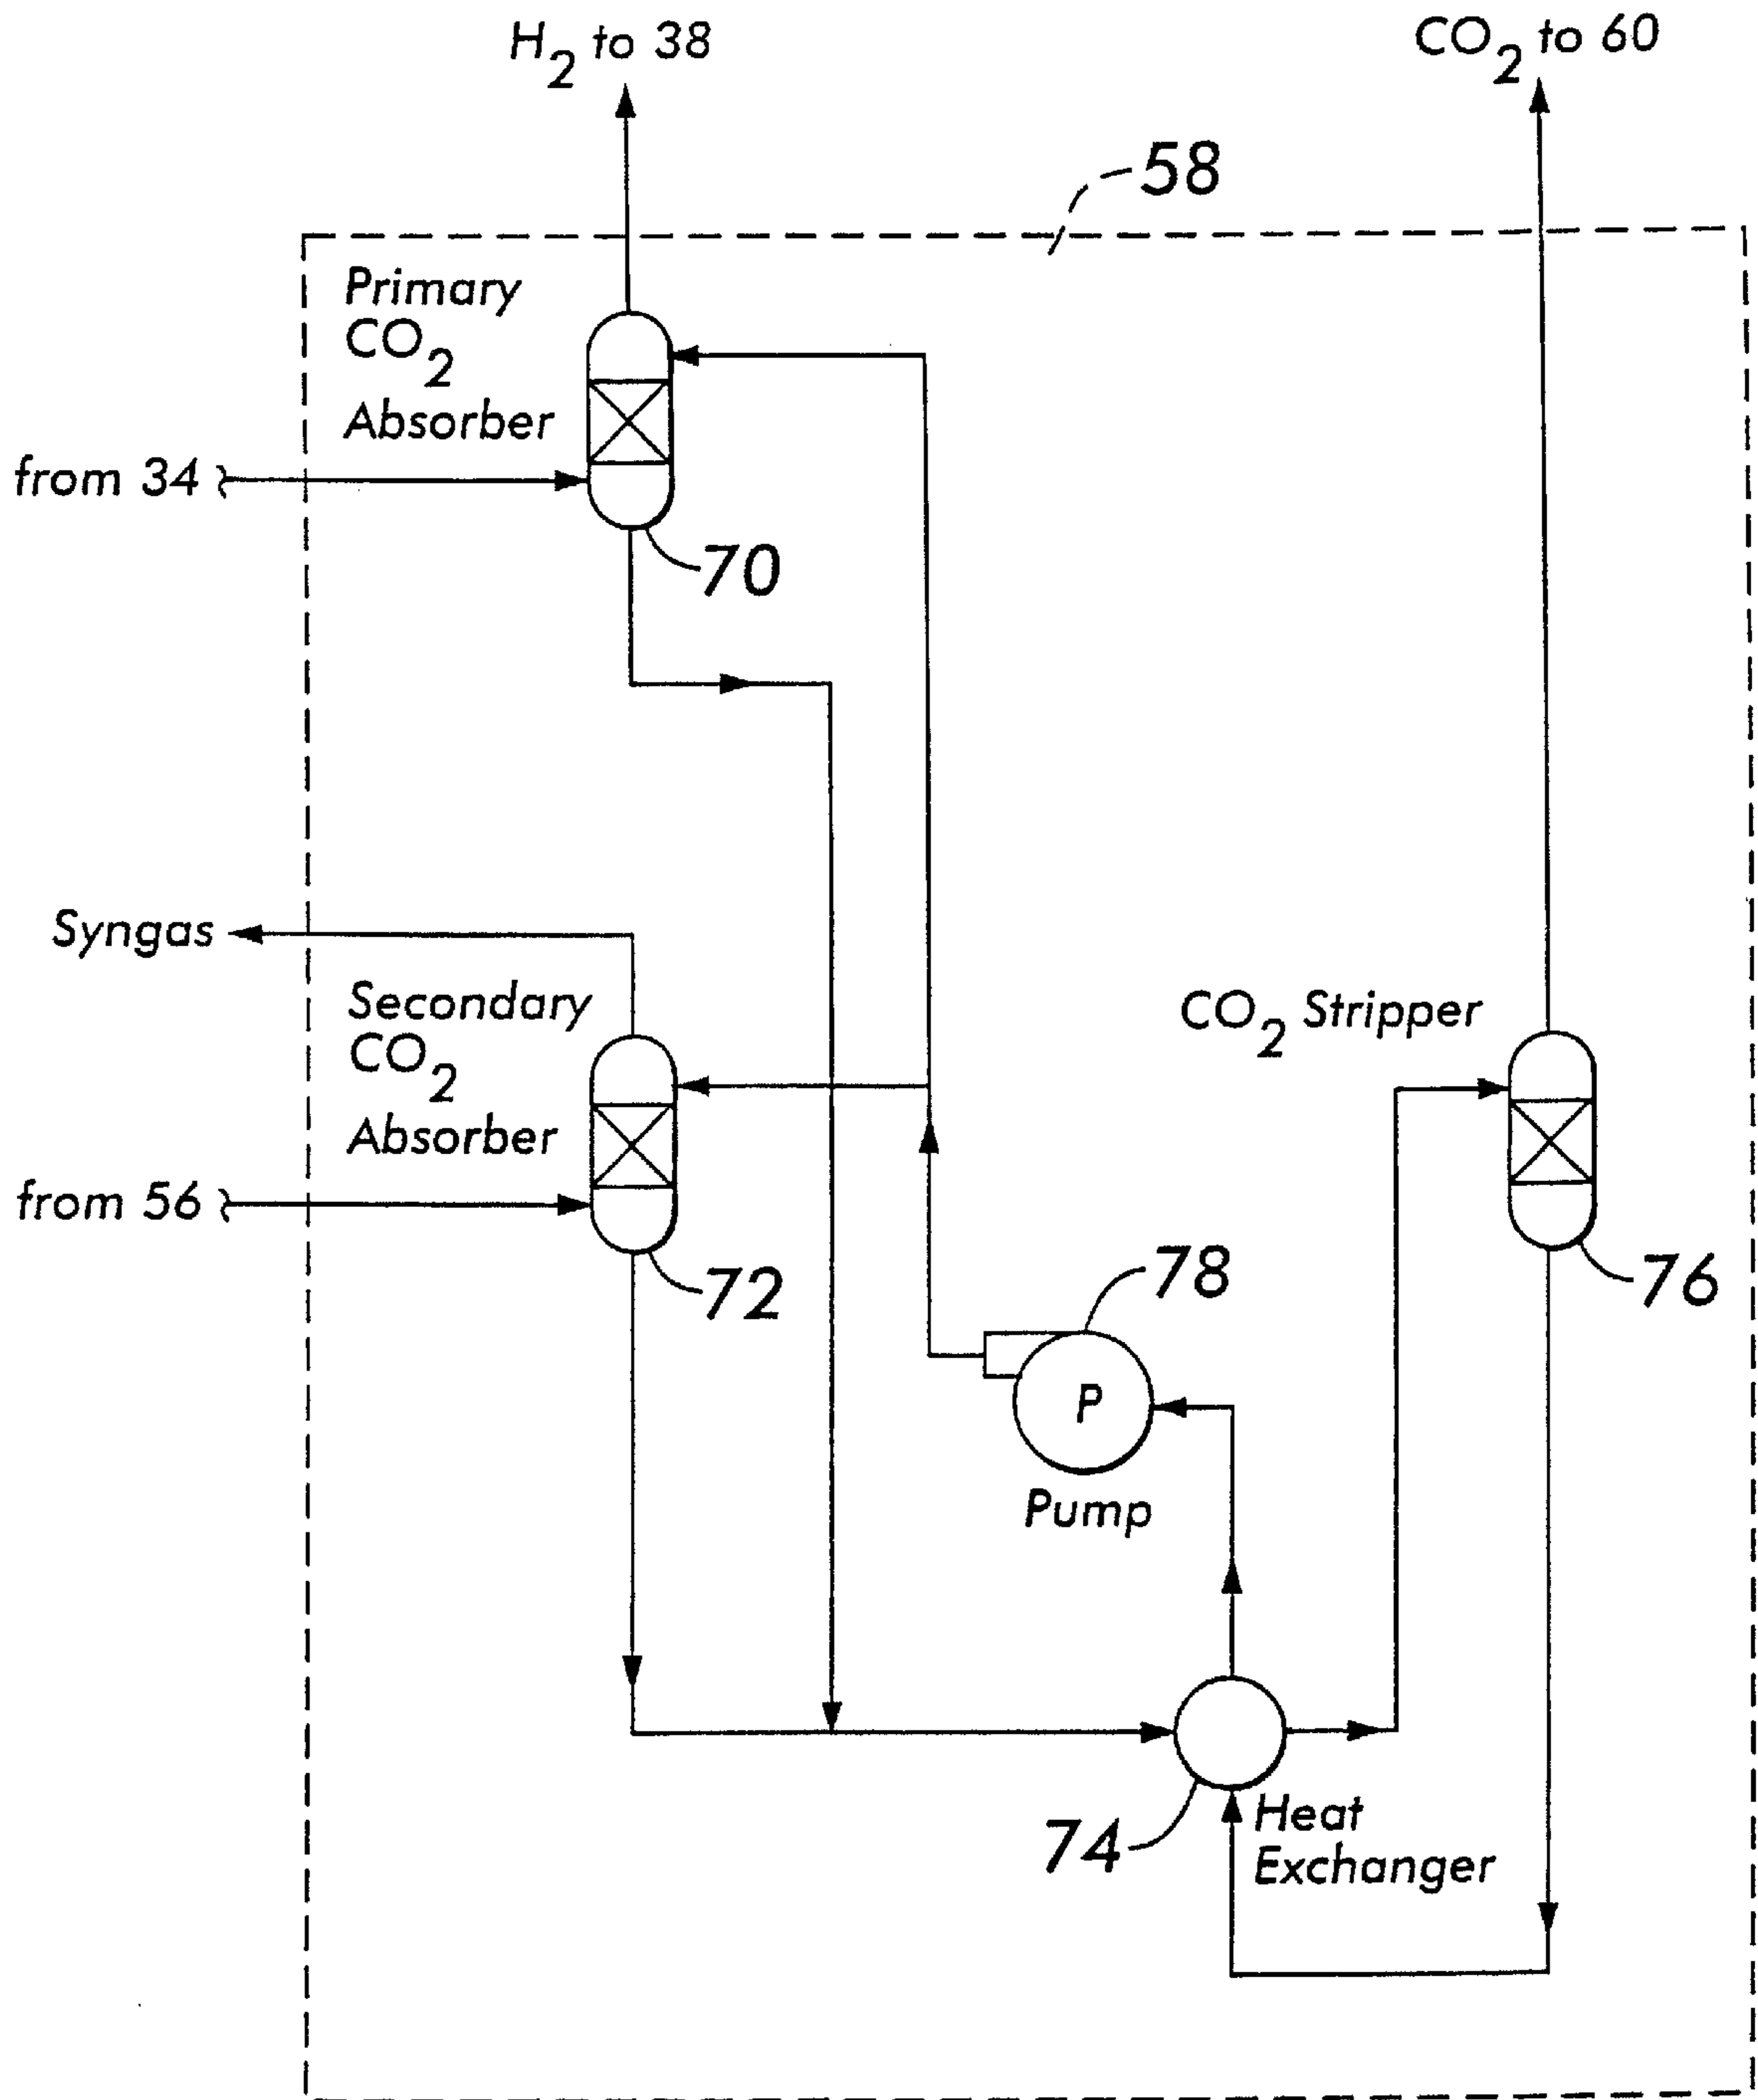 H2 to 38
CO2 to 60
58
Primary
CO2
Absorber
from 34
70
Syngas
Secondary
CO2
Absorber
CO2 Stripper
from 56
72
78
76
P
Pump
74
Heat
Exchanger